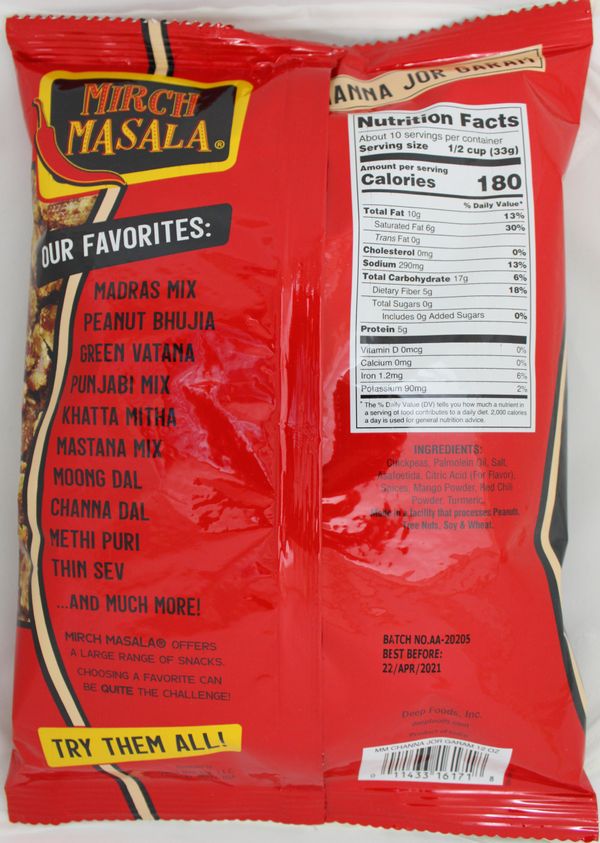 MIRCH
MASALA®
OUR FAVORITES:
MADRAS MIX
PEANUT BHUJIA
GREEN VATANA
PUNJABI MIX
KHATTA MITHA
MASTANA MIX
MOONG DAL
CHANNA DAL
METHI PURI
THIN SEV
...AND MUCH MORE!
MIRCH MASALA® OFFERS
A LARGE RANGE OF SNACKS.
CHOOSING A FAVORITE CAN
BE QUITE THE CHALLENGE!
TRY THEM ALL!
ANNA JOR GARAM
Nutrition Facts
About 10 servings per container
Serving size 1/2 cup (33g)
Amount per serving
Calories 180
% Daily Value*
Total Fat 10g 13%
Saturated Fat 6g 30%
Trans Fat 0g
Cholesterol 0mg 0%
Sodium 290mg 13%
Total Carbohydrate 17g 6%
Dietary Fiber 5g 18%
Total Sugars 0g
Includes 0g Added Sugars 0%
Protein 5g
Vitamin D 0mcg 0%
Calcium 0mg 0%
Iron 1.2mg 6%
Potassium 90mg 2%
* The % Daily Value (DV) tells you how much a nutrient in
a serving of food contributes to a daily diet. 2,000 calories
a day is used for general nutrition advice.
INGREDIENTS:
Chickpeas, Palmolein Oil, Salt,
Asafoetida, Citric Acid (For Flavor),
Spices, Mango Powder, Red Chili
Powder, Turmeric.
Made in a facility that processes Peanuts,
Tree Nuts, Soy & Wheat.
BATCH NO.AA-20205
BEST BEFORE:
22/APR/2021
Deep Foods, Inc.
deepfoods.com
Product of India
MM CHANNA JOR GARAM 12 OZ
0 11433 16171 8